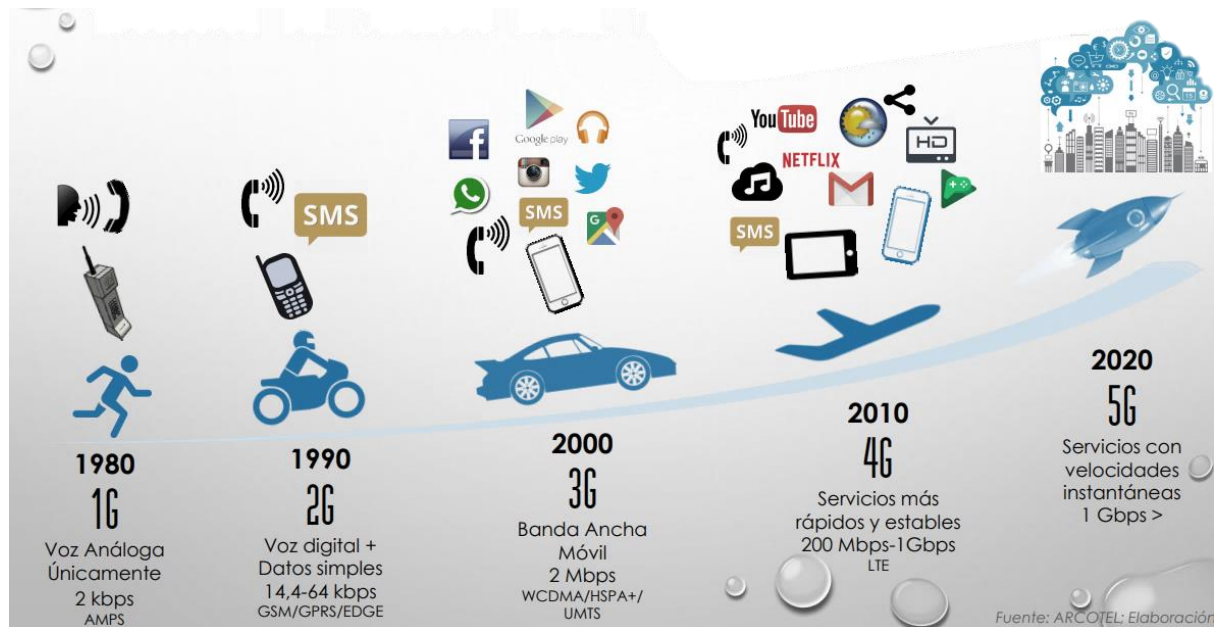 SMS
Google play
SMS
YouTube
NETFLIX
HD
SMS
1980
1G
Voz Análoga
Únicamente
2 kbps
AMPS
1990
2G
Voz digital +
Datos simples
14,4-64 kbps
GSM/GPRS/EDGE
2000
3G
Banda Ancha
Móvil
2 Mbps
WCDMA/HSPA+/
UMTS
2010
4G
Servicios más
rápidos y estables
200 Mbps-1Gbps
LTE
2020
5G
Servicios con
velocidades
instantáneas
1 Gbps >
Fuente: ARCOTEL; Elaboración